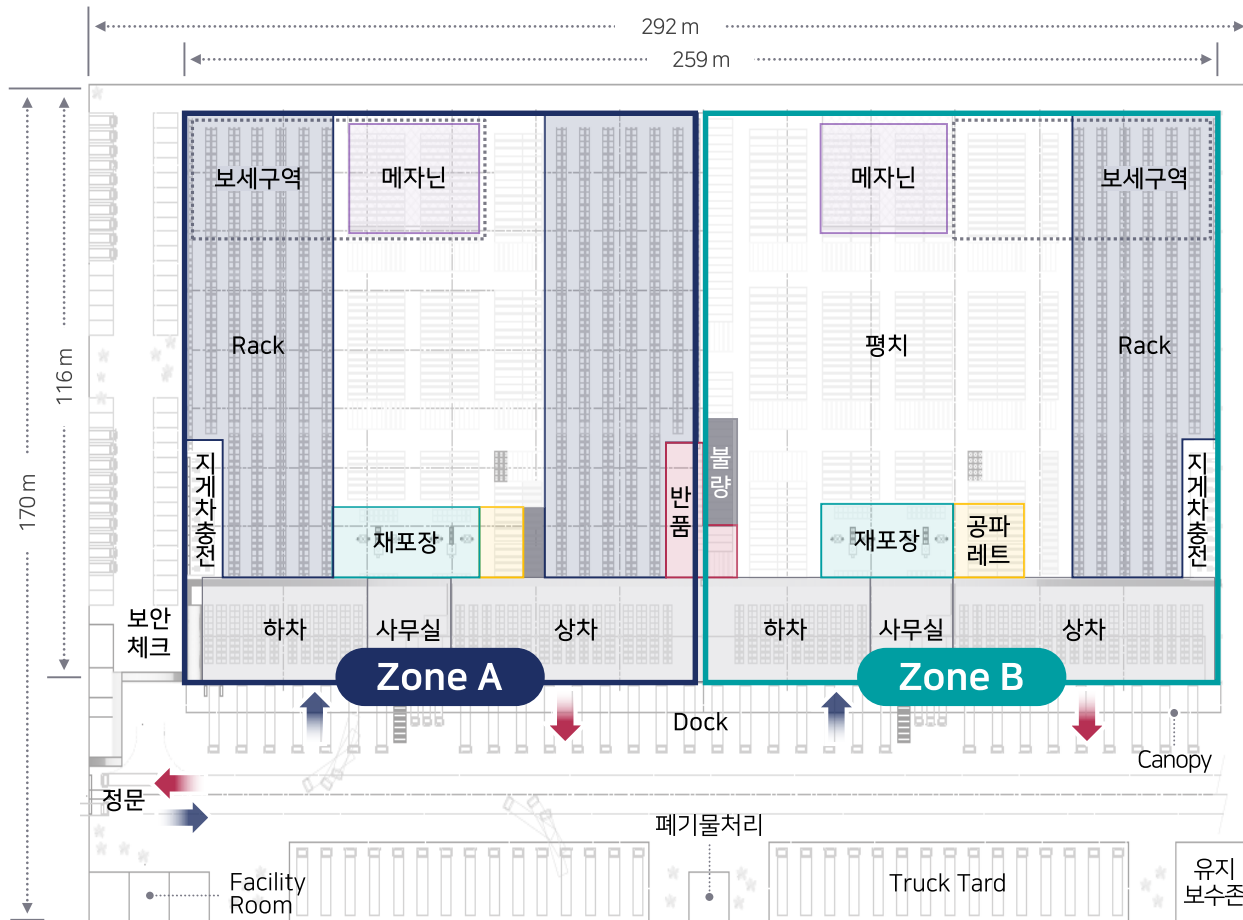 292 m
259 m
보세구역
메자닌
메자닌
보세구역
Rack
평치
Rack
116 m
170 m
지게차충전
재포장
반품
불량
재포장
공파
레트
지게차충전
보안
체크
하차
사무실
상차
하차
사무실
상차
Zone A
Zone B
Dock
Canopy
정문
폐기물처리
Facility
Room
Truck Tard
유지
보수존